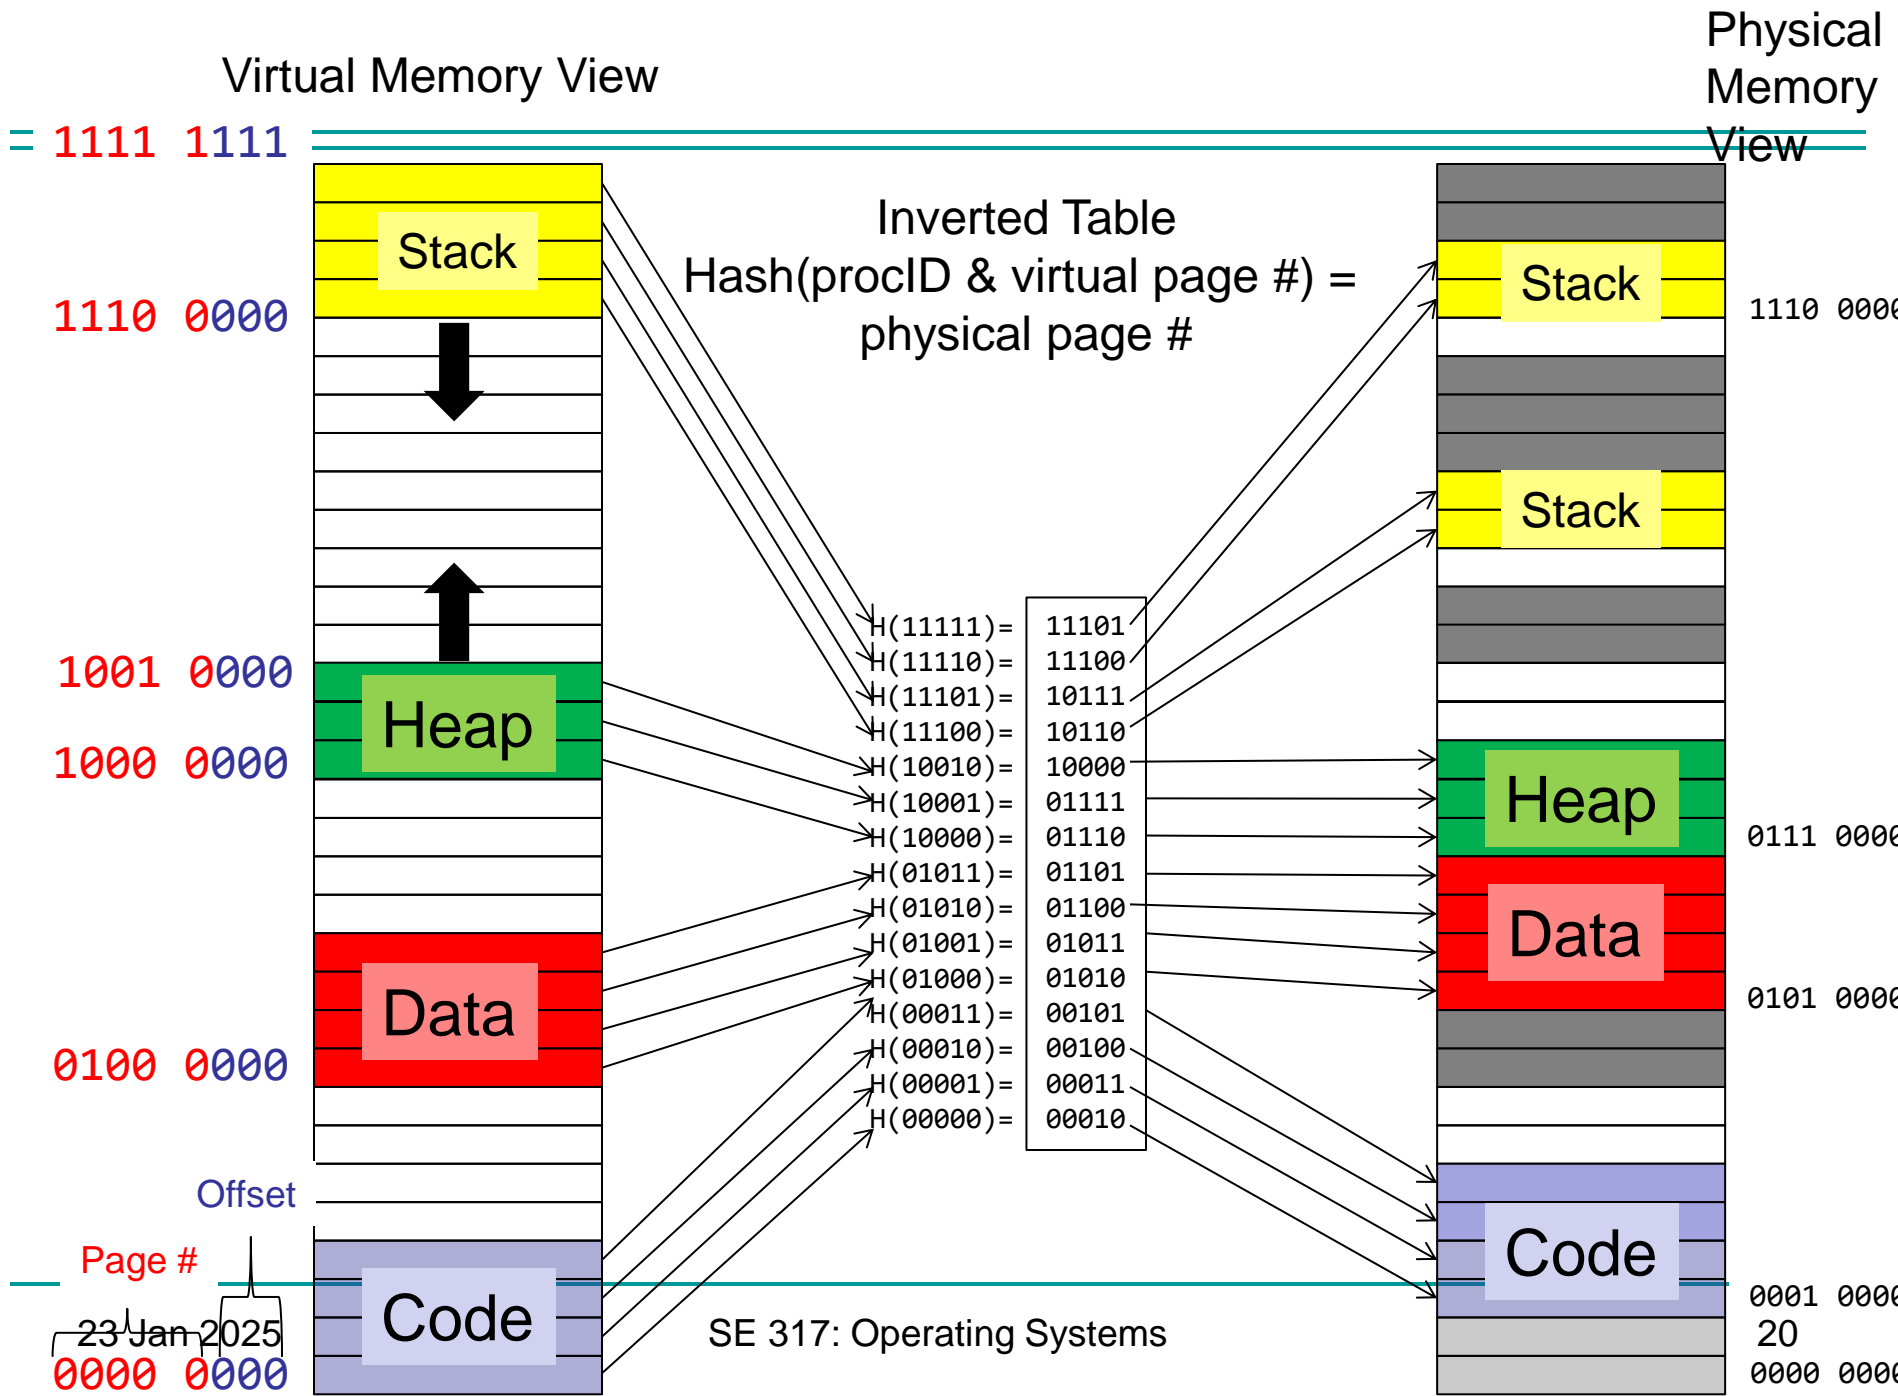 Virtual Memory View
Physical
Memory
View
1111 1111
Stack
1110 0000
1001 0000
Heap
1000 0000
Data
0100 0000
Offset
Page #
Code
0000 0000
Inverted Table
Hash(procID & virtual page #) =
physical page #
H(11111)= 11101
H(11110)= 11100
H(11101)= 10111
H(11100)= 10110
H(10010)= 10000
H(10001)= 01111
H(10000)= 01110
H(01011)= 01101
H(01010)= 01100
H(01001)= 01011
H(01000)= 01010
H(00011)= 00101
H(00010)= 00100
H(00001)= 00011
H(00000)= 00010
Stack
1110 0000
Stack
Heap
0111 0000
Data
0101 0000
Code
0001 0000
0000 0000
23 Jan 2025
SE 317: Operating Systems
20